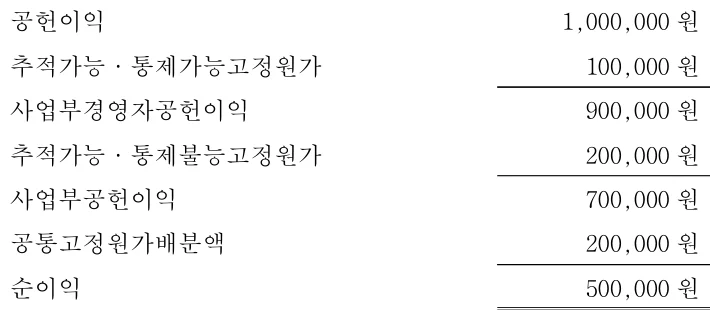 공헌이익 1,000,000 원
추적가능 · 통제가능고정원가 100,000 원
사업부경영자공헌이익 900,000 원
추적가능 · 통제불능고정원가 200,000 원
사업부공헌이익 700,000 원
공통고정원가배분액 200,000 원
순이익 500,000 원